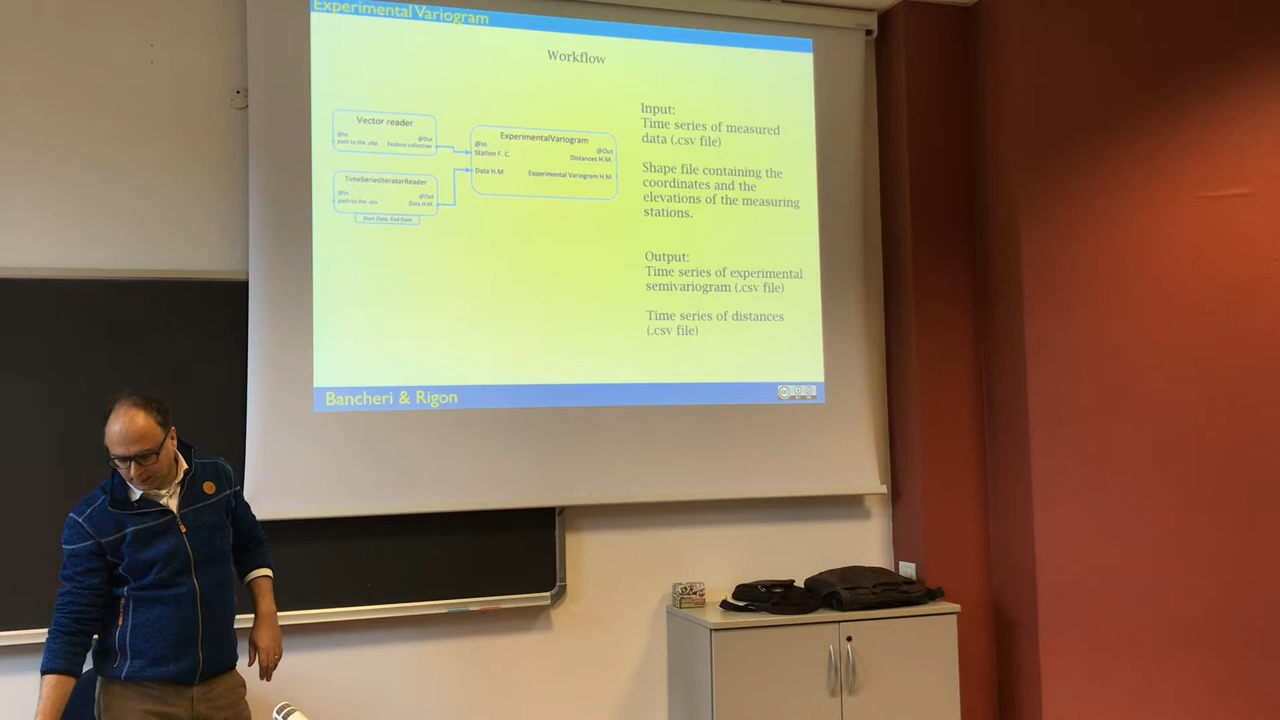 Experimental Variogram
Workflow
Vector reader
@In
path to the .shp
@Out
Feature collection
TimeSeriesIteratorReader
@In
path to the .csv
@Out
Data H.M.
Start Date, End Date
ExperimentalVariogram
@In
Station F. C.
Data H.M.
@Out
Distances H.M.
Experimental Variogram H.M.
Input:
Time series of measured
data (.csv file)
Shape file containing the
coordinates and the
elevations of the measuring
stations.
Output:
Time series of experimental
semivariogram (.csv file)
Time series of distances
(.csv file)
Bancheri & Rigon